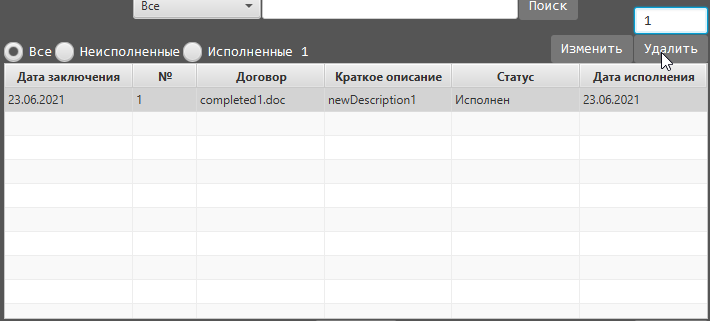 Все Поиск
1
Все Неисполненные Исполненные 1 Изменить Удалить
Дата заключения № Договор Краткое описание Статус Дата исполнения
23.06.2021 1 completed1.doc newDescription1 Исполнен 23.06.2021